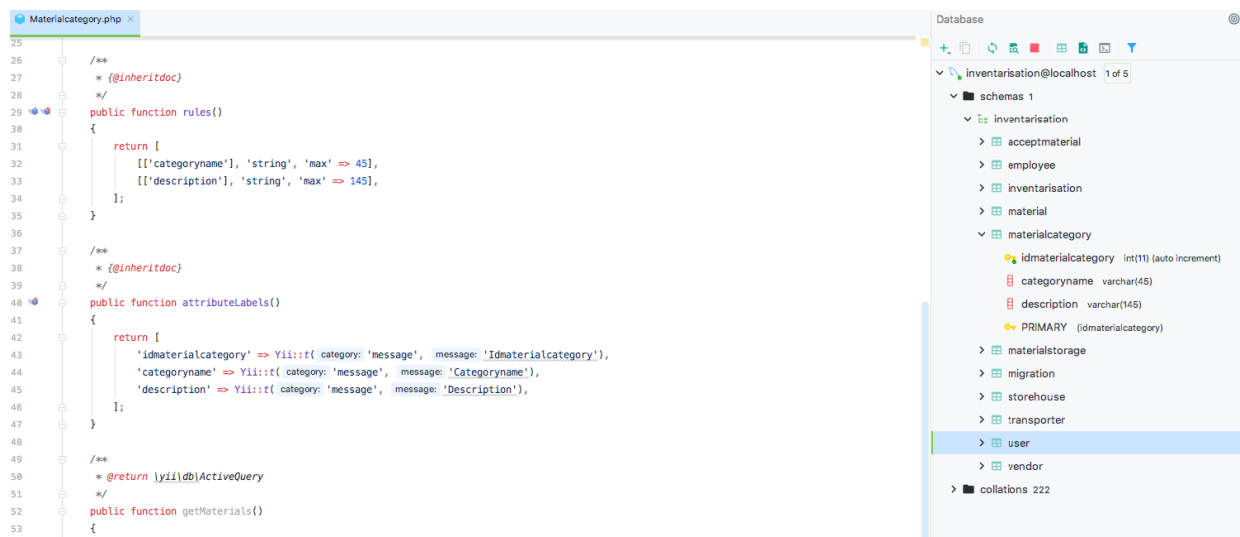 Materialcategory.php
25
26 /**
27 * {@inheritdoc}
28 */
29 public function rules()
30 {
31 return [
32 [['categoryname'], 'string', 'max' => 45],
33 [['description'], 'string', 'max' => 145],
34 ];
35 }
36
37 /**
38 * {@inheritdoc}
39 */
40 public function attributeLabels()
41 {
42 return [
43 'idmaterialcategory' => Yii::t( category: 'message', message: 'Idmaterialcategory'),
44 'categoryname' => Yii::t( category: 'message', message: 'Categoryname'),
45 'description' => Yii::t( category: 'message', message: 'Description'),
46 ];
47 }
48
49 /**
50 * @return \yii\db\ActiveQuery
51 */
52 public function getMaterials()
53 {
Database
inventarisation@localhost 1 of 5
schemas 1
inventarisation
acceptmaterial
employee
inventarisation
material
materialcategory
idmaterialcategory int(11) (auto increment)
categoryname varchar(45)
description varchar(145)
PRIMARY (idmaterialcategory)
materialstorage
migration
storehouse
transporter
user
vendor
collations 222